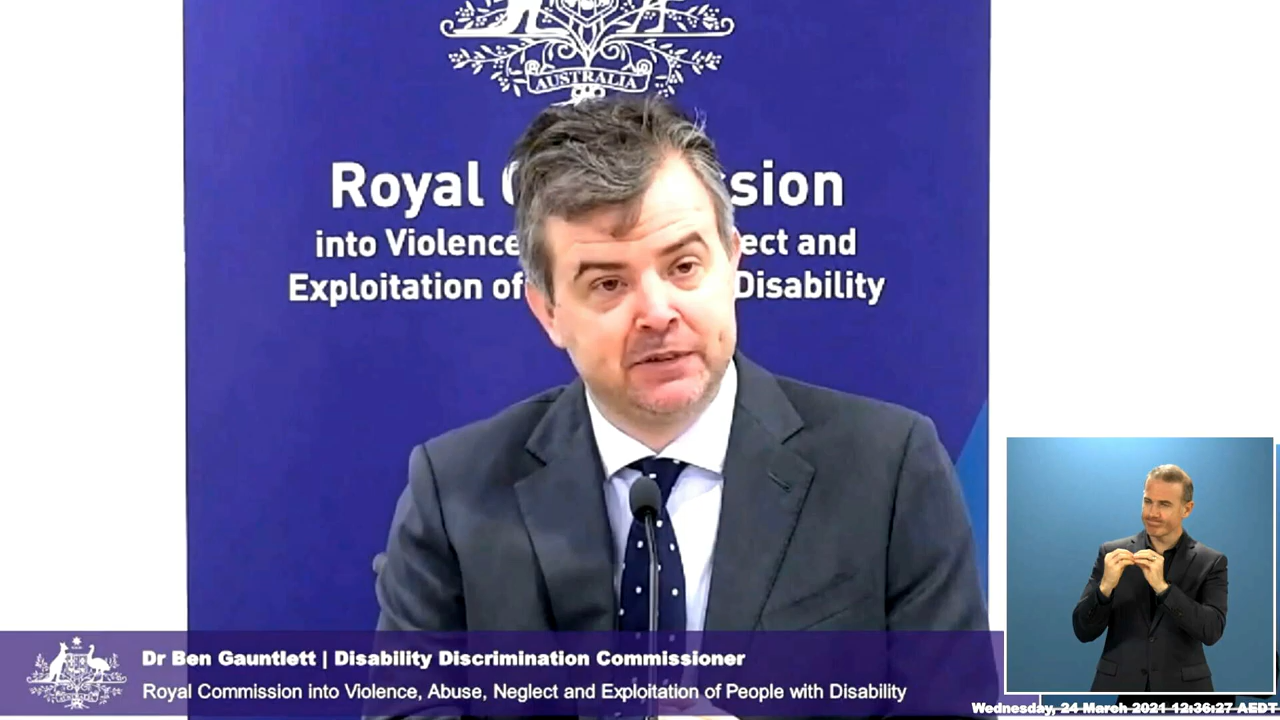 AUSTRALIA
Royal ssion
into Violence ect and
Exploitation of Disability
Dr Ben Gauntlett | Disability Discrimination Commissioner
Royal Commission into Violence, Abuse, Neglect and Exploitation of People with Disability
Wednesday, 24 March 2021 12:36:27 AEDT